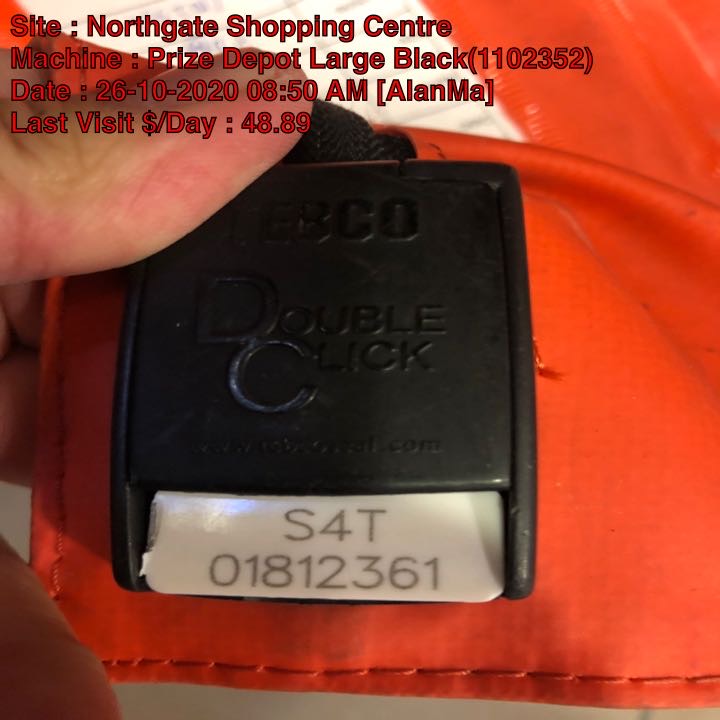 Site : Northgate Shopping Centre
Machine : Prize Depot Large Black(1102352)
Date : 26-10-2020 08:50 AM [AlanMa]
Last Visit $/Day : 48.89
TEBCO
DOUBLE
CLICK
S4T
01812361